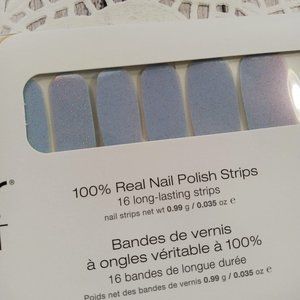 100% Real Nail Polish Strips
16 long-lasting strips
nail strips net wt 0.99 g / 0.035 oz ℮
Bandes de vernis
à ongles véritable à 100%
16 bandes de longue durée
Poids net des bandes de vernis 0.99 g / 0.035 oz ℮